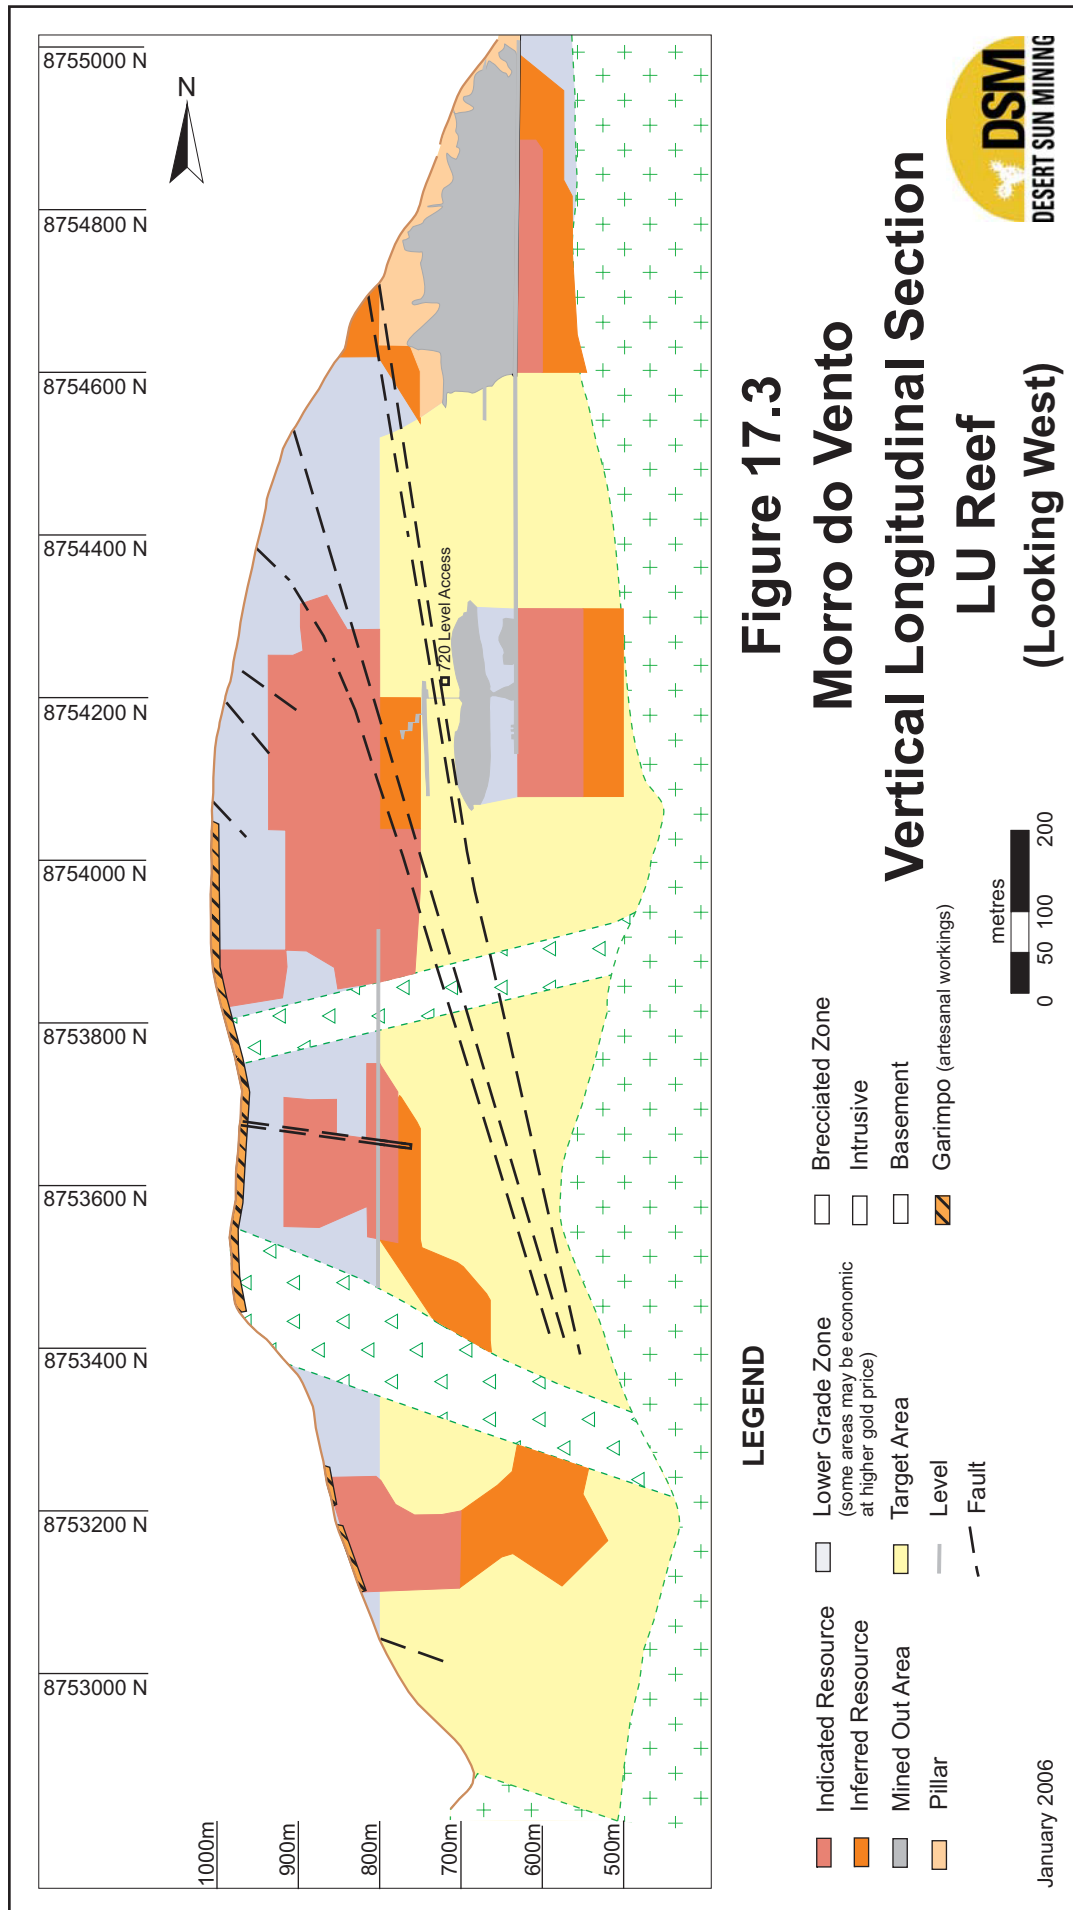 8755000 N
8754800 N
8754600 N
8754400 N
8754200 N
8754000 N
8753800 N
8753600 N
8753400 N
8753200 N
8753000 N
N
1000m
900m
800m
700m
600m
500m
720 Level Access
Figure 17.3
Morro do Vento
Vertical Longitudinal Section
LU Reef
(Looking West)
DSM
DESERT SUN MINING
LEGEND
Indicated Resource
Inferred Resource
Mined Out Area
Pillar
Lower Grade Zone
(some areas may be economic
at higher gold price)
Target Area
Level
Fault
Brecciated Zone
Intrusive
Basement
Garimpo (artesanal workings)
metres
0 50 100 200
January 2006